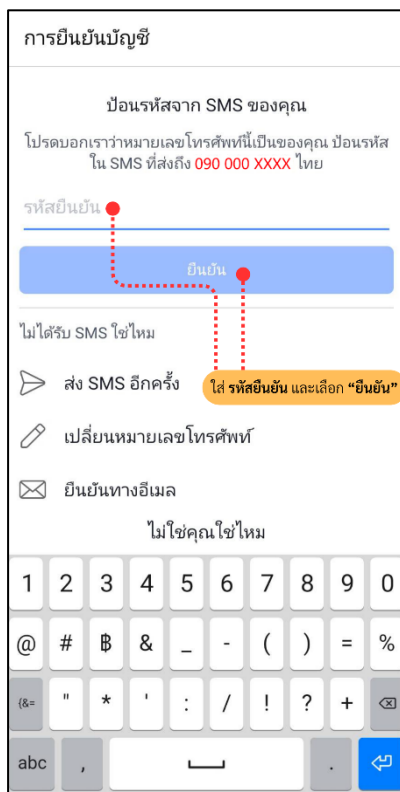 การยืนยันบัญชี
ป้อนรหัสจาก SMS ของคุณ
โปรดบอกเราว่าหมายเลขโทรศัพท์นี้เป็นของคุณ ป้อนรหัส
ใน SMS ที่ส่งถึง 090 000 XXXX ไทย
รหัสยืนยัน
ยืนยัน
ไม่ได้รับ SMS ใช่ไหม
ส่ง SMS อีกครั้ง
ใส่ รหัสยืนยัน และเลือก “ยืนยัน”
เปลี่ยนหมายเลขโทรศัพท์
ยืนยันทางอีเมล
ไม่ใช่คุณใช่ไหม
1 2 3 4 5 6 7 8 9 0
@ # ฿ & _ - ( ) = %
{&= " * ' : / ! ? +
abc , .